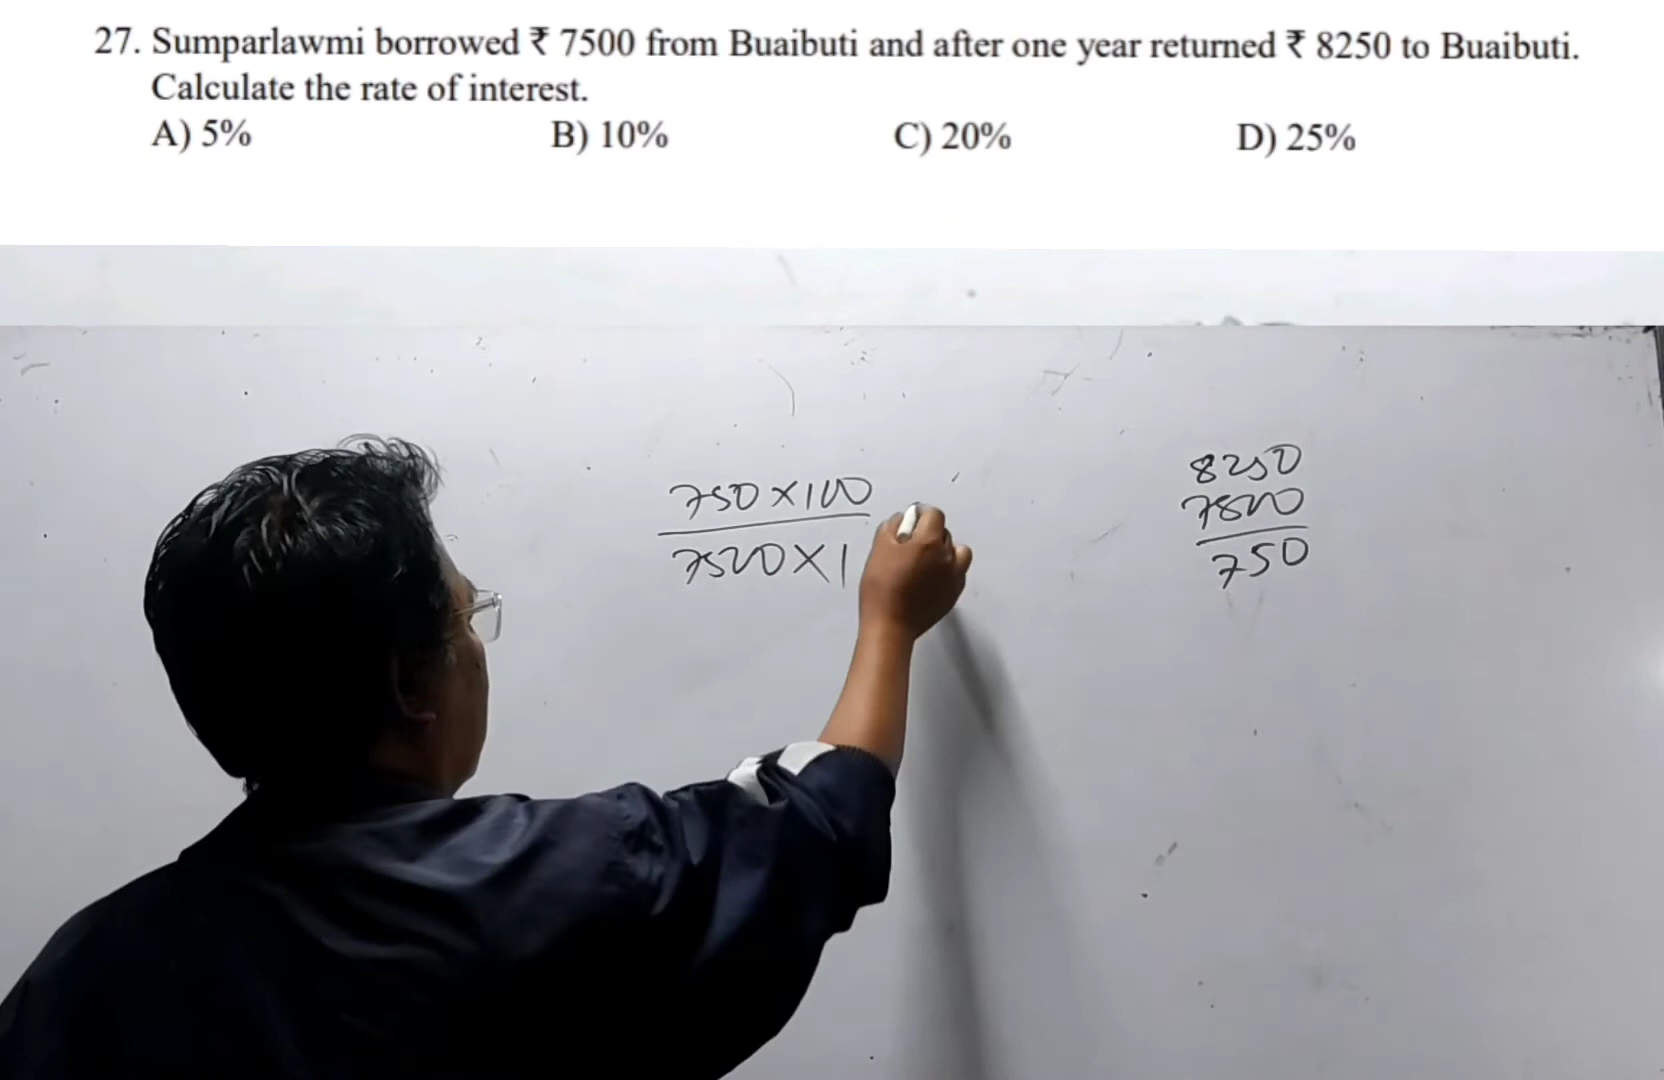 27. Sumparlawmi borrowed ₹ 7500 from Buaibuti and after one year returned ₹ 8250 to Buaibuti.
Calculate the rate of interest.
A) 5% B) 10% C) 20% D) 25%
750 × 100
7500 × 1
8250
7500
750